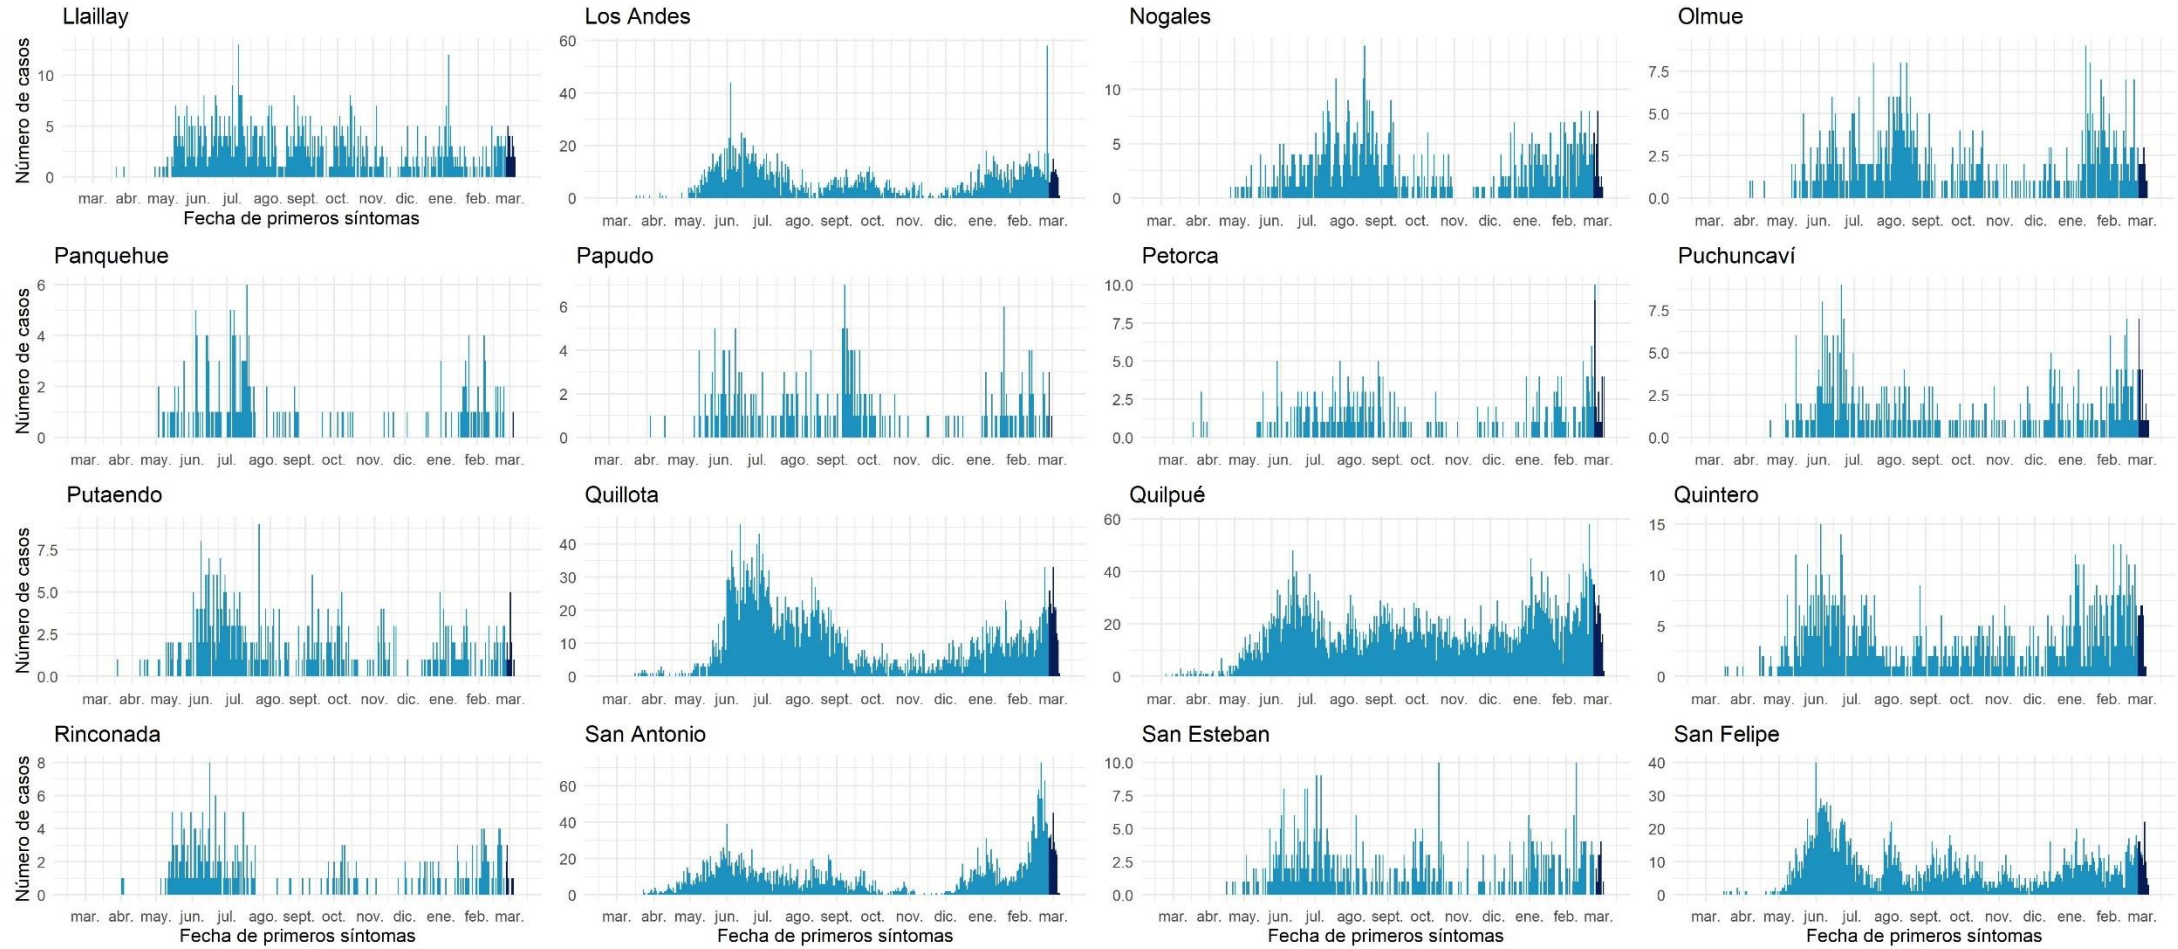 Llaillay
Número de casos
10
5
0
mar. abr. may. jun. jul. ago. sept. oct. nov. dic. ene. feb. mar.
Fecha de primeros síntomas
Los Andes
60
40
20
0
mar. abr. may. jun. jul. ago. sept. oct. nov. dic. ene. feb. mar.
Nogales
10
5
0
mar. abr. may. jun. jul. ago. sept. oct. nov. dic. ene. feb. mar.
Olmue
7.5
5.0
2.5
0.0
mar. abr. may. jun. jul. ago. sept. oct. nov. dic. ene. feb. mar.
Panquehue
Número de casos
6
4
2
0
mar. abr. may. jun. jul. ago. sept. oct. nov. dic. ene. feb. mar.
Papudo
6
4
2
0
mar. abr. may. jun. jul. ago. sept. oct. nov. dic. ene. feb. mar.
Petorca
10.0
7.5
5.0
2.5
0.0
mar. abr. may. jun. jul. ago. sept. oct. nov. dic. ene. feb. mar.
Puchuncaví
7.5
5.0
2.5
0.0
mar. abr. may. jun. jul. ago. sept. oct. nov. dic. ene. feb. mar.
Putaendo
Número de casos
7.5
5.0
2.5
0.0
mar. abr. may. jun. jul. ago. sept. oct. nov. dic. ene. feb. mar.
Quillota
40
30
20
10
0
mar. abr. may. jun. jul. ago. sept. oct. nov. dic. ene. feb. mar.
Quilpué
60
40
20
0
mar. abr. may. jun. jul. ago. sept. oct. nov. dic. ene. feb. mar.
Quintero
15
10
5
0
mar. abr. may. jun. jul. ago. sept. oct. nov. dic. ene. feb. mar.
Rinconada
Número de casos
8
6
4
2
0
mar. abr. may. jun. jul. ago. sept. oct. nov. dic. ene. feb. mar.
Fecha de primeros síntomas
San Antonio
60
40
20
0
mar. abr. may. jun. jul. ago. sept. oct. nov. dic. ene. feb. mar.
Fecha de primeros síntomas
San Esteban
10.0
7.5
5.0
2.5
0.0
mar. abr. may. jun. jul. ago. sept. oct. nov. dic. ene. feb. mar.
Fecha de primeros síntomas
San Felipe
40
30
20
10
0
mar. abr. may. jun. jul. ago. sept. oct. nov. dic. ene. feb. mar.
Fecha de primeros síntomas